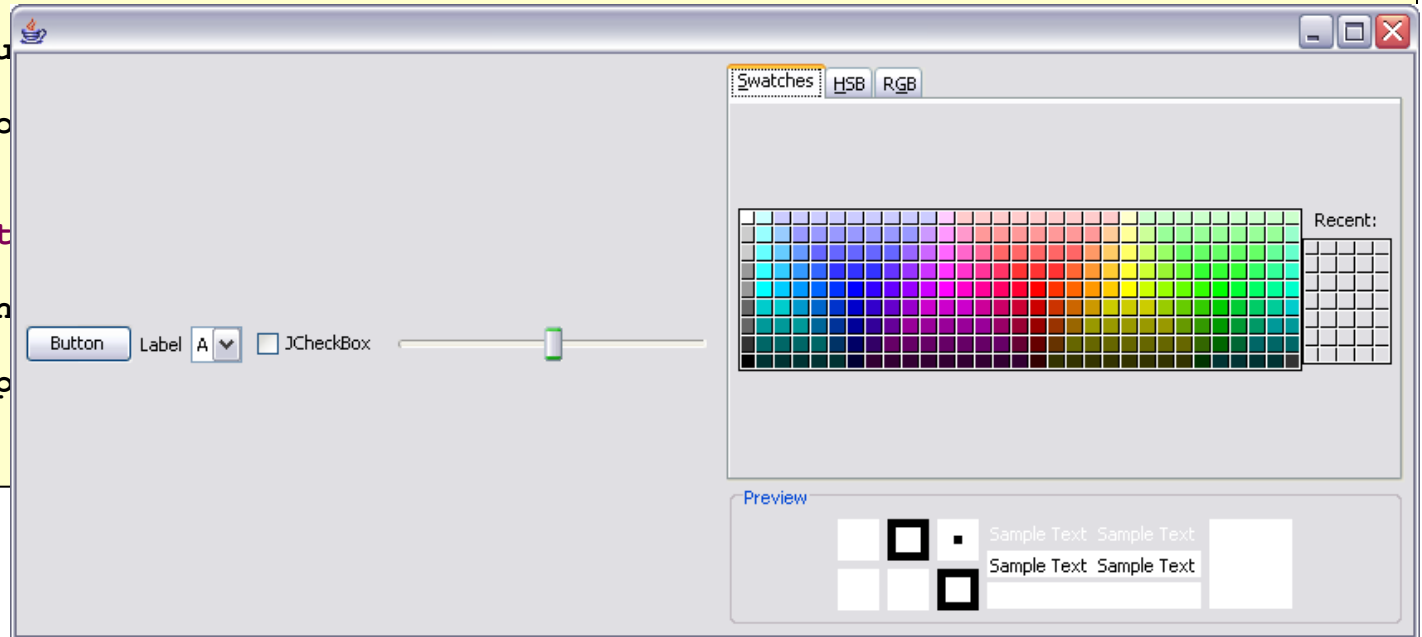 Swatches HSB RGB
Recent:
Button Label A JCheckBox
Preview
Sample Text Sample Text
Sample Text Sample Text